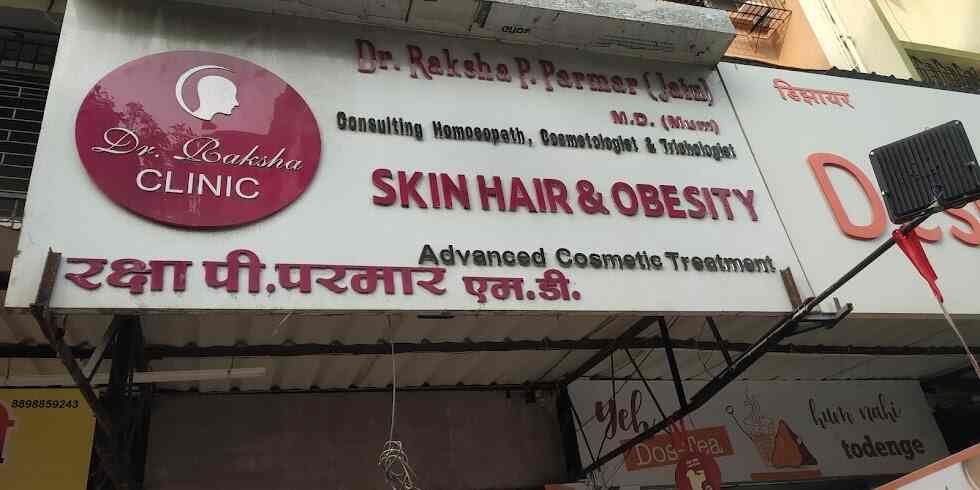 Dr. Raksha
CLINIC
Dr. Raksha P. Parmar (Jain)
M.D. (Mum)
Consulting Homoeopath, Cosmetologist & Trichologist
SKIN HAIR & OBESITY
Advanced Cosmetic Treatment
रक्षा पी.परमार एम.डी.
डिझायर
8898859243
Dos-Tea
hum nahi
todenge